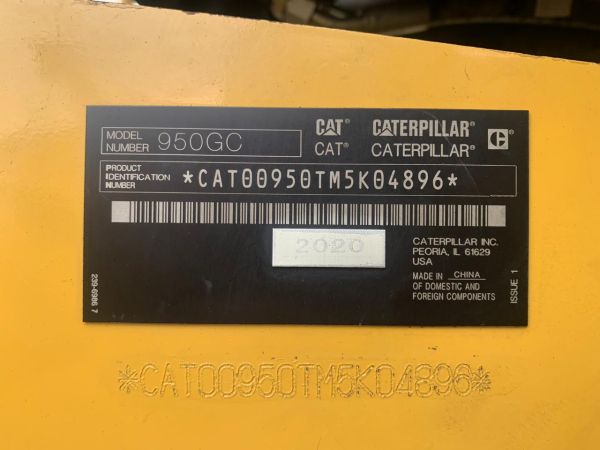 MODEL NUMBER 950GC
CAT® CATERPILLAR®
CAT® CATERPILLAR®
C®
PRODUCT IDENTIFICATION NUMBER *CAT00950TM5K04896*
2020
CATERPILLAR INC.
PEORIA, IL 61629
USA
MADE IN CHINA
OF DOMESTIC AND
FOREIGN COMPONENTS
239-6986 7
ISSUE 1
*CAT00950TM5K04896*